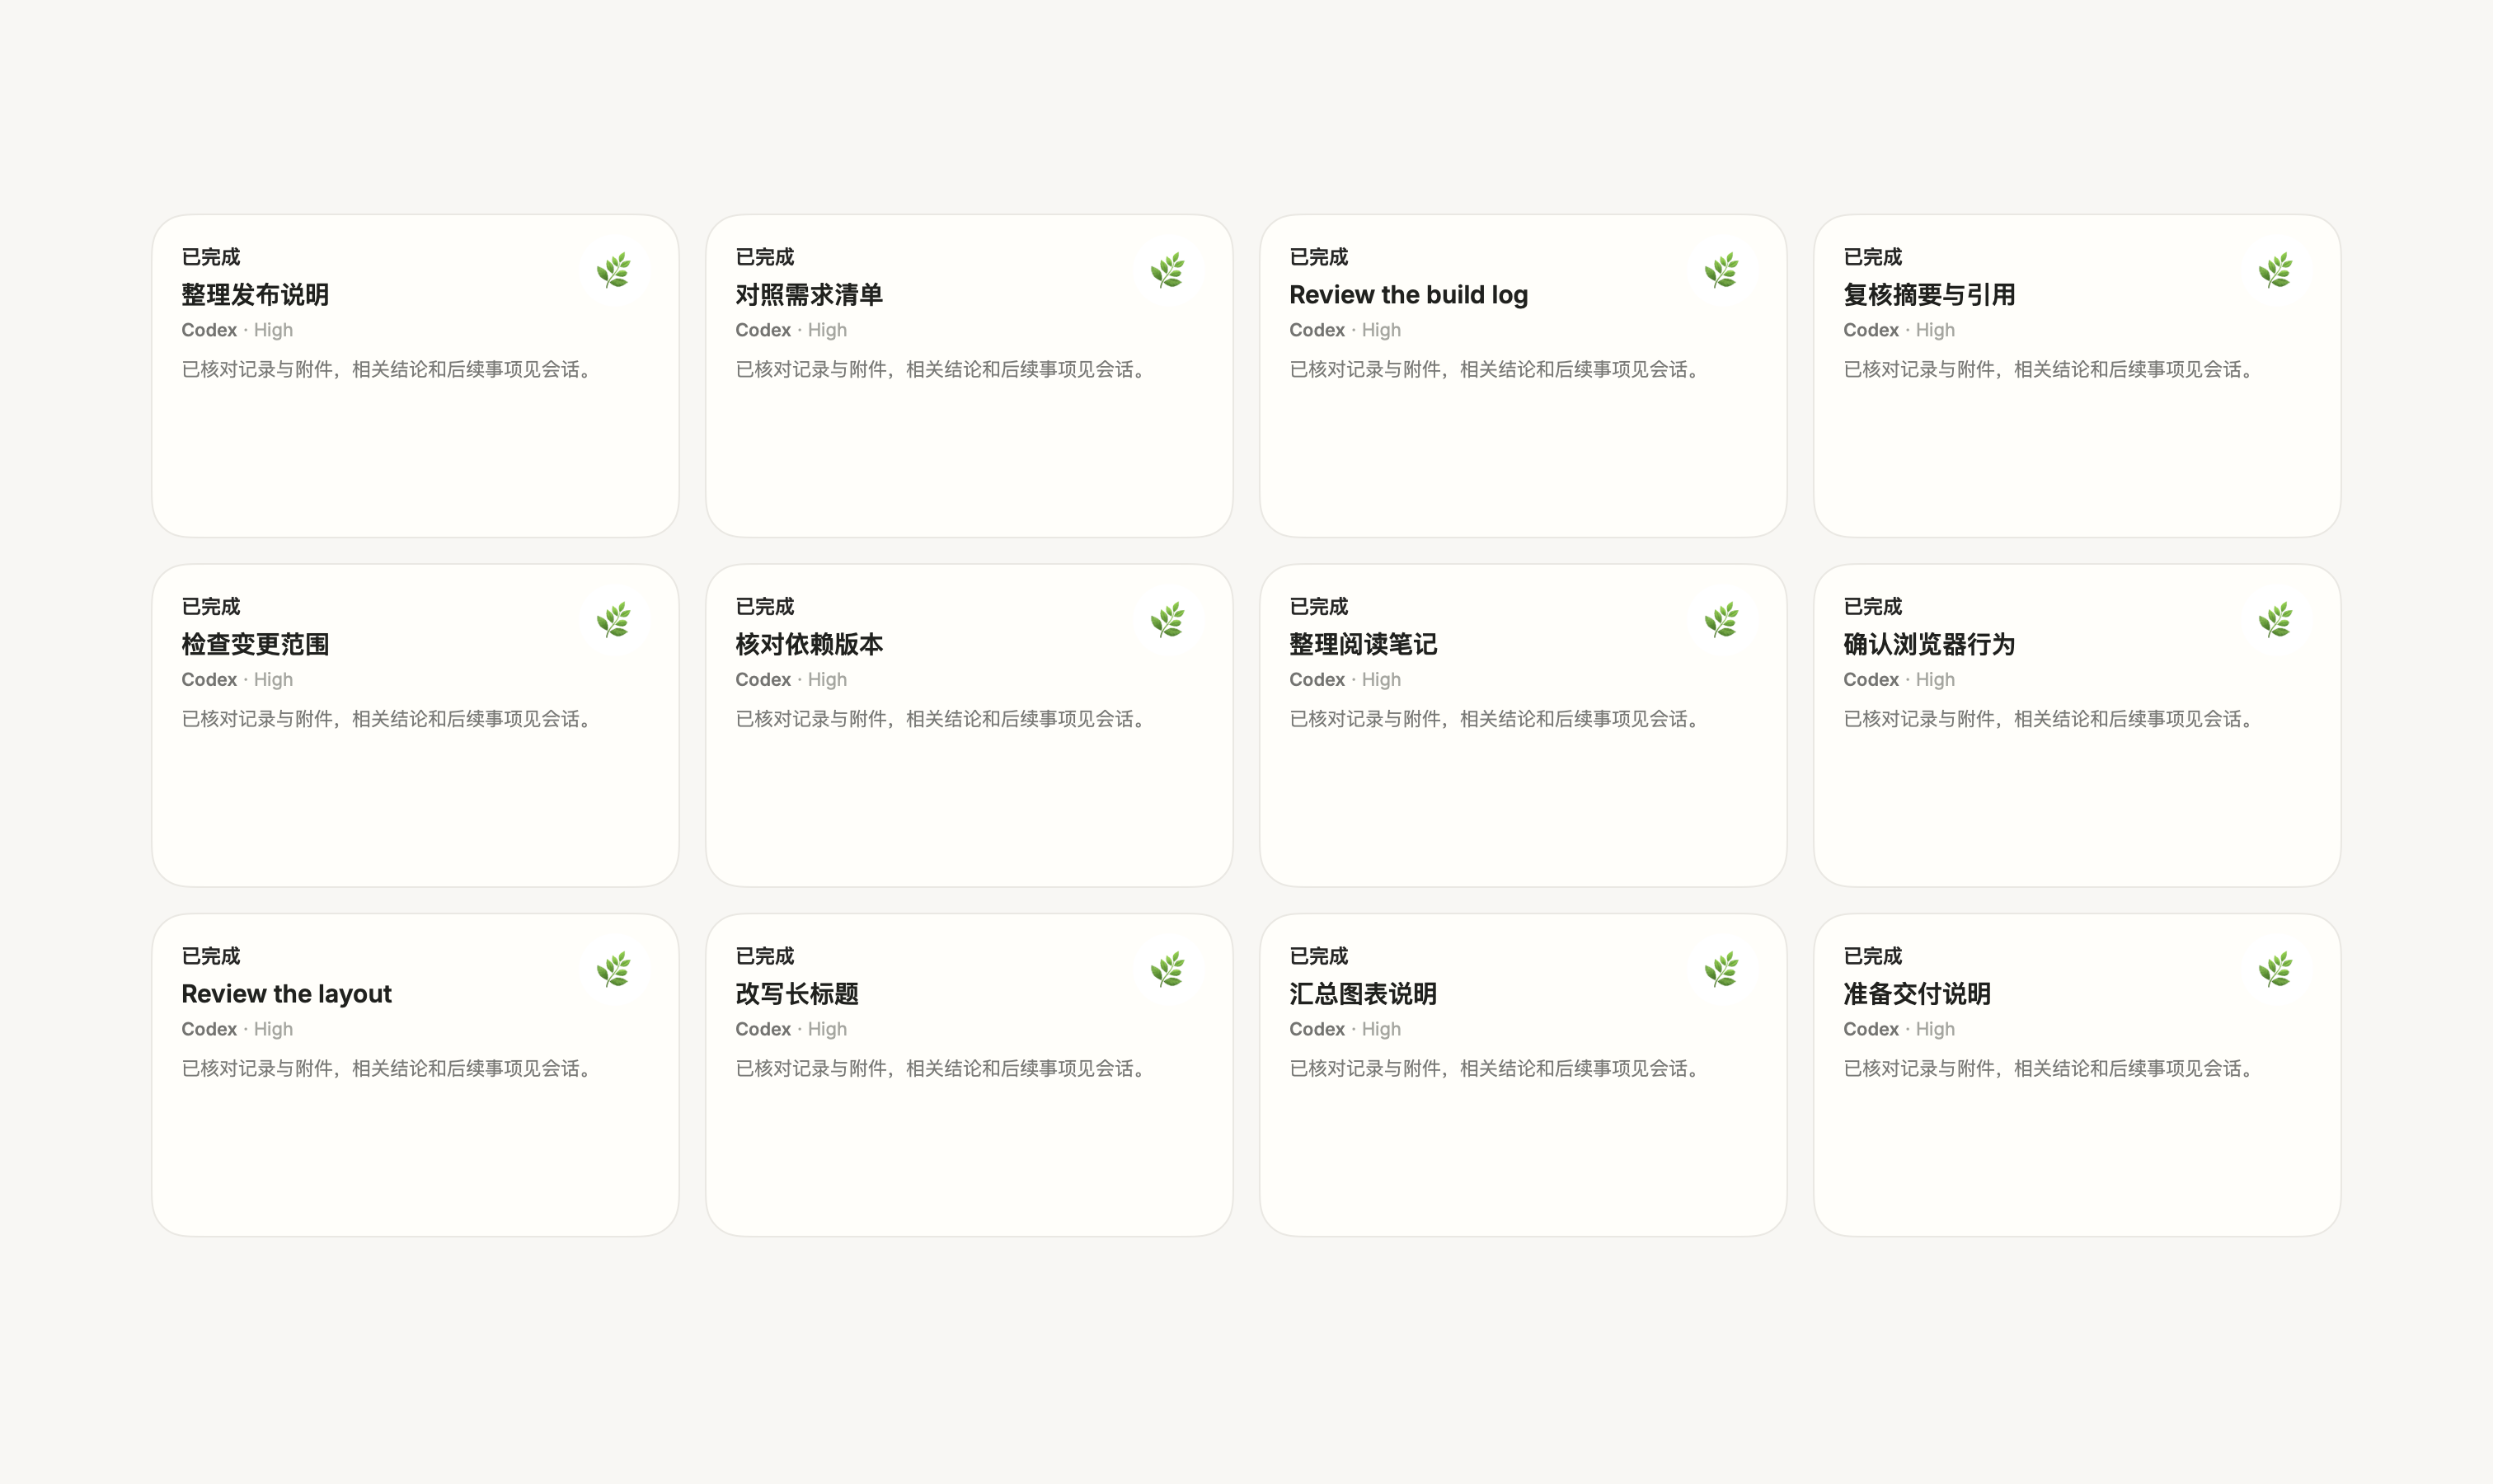 已完成
整理发布说明
Codex · High
已核对记录与附件，相关结论和后续事项见会话。
已完成
对照需求清单
Codex · High
已核对记录与附件，相关结论和后续事项见会话。
已完成
Review the build log
Codex · High
已核对记录与附件，相关结论和后续事项见会话。
已完成
复核摘要与引用
Codex · High
已核对记录与附件，相关结论和后续事项见会话。
已完成
检查变更范围
Codex · High
已核对记录与附件，相关结论和后续事项见会话。
已完成
核对依赖版本
Codex · High
已核对记录与附件，相关结论和后续事项见会话。
已完成
整理阅读笔记
Codex · High
已核对记录与附件，相关结论和后续事项见会话。
已完成
确认浏览器行为
Codex · High
已核对记录与附件，相关结论和后续事项见会话。
已完成
Review the layout
Codex · High
已核对记录与附件，相关结论和后续事项见会话。
已完成
改写长标题
Codex · High
已核对记录与附件，相关结论和后续事项见会话。
已完成
汇总图表说明
Codex · High
已核对记录与附件，相关结论和后续事项见会话。
已完成
准备交付说明
Codex · High
已核对记录与附件，相关结论和后续事项见会话。